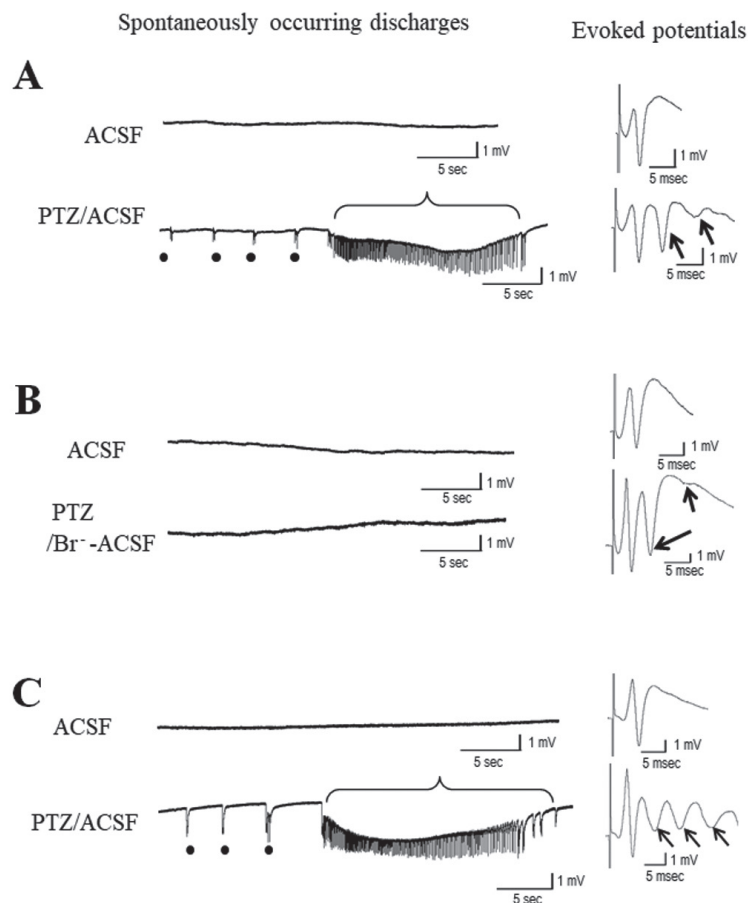 Spontaneously occurring discharges
Evoked potentials
A
ACSF
1 mV
5 sec
1 mV
5 msec
PTZ/ACSF
1 mV
5 sec
1 mV
5 msec
B
ACSF
1 mV
5 sec
1 mV
5 msec
PTZ
/Br⁻-ACSF
1 mV
5 sec
1 mV
5 msec
C
ACSF
1 mV
5 sec
1 mV
5 msec
PTZ/ACSF
1 mV
5 sec
1 mV
5 msec